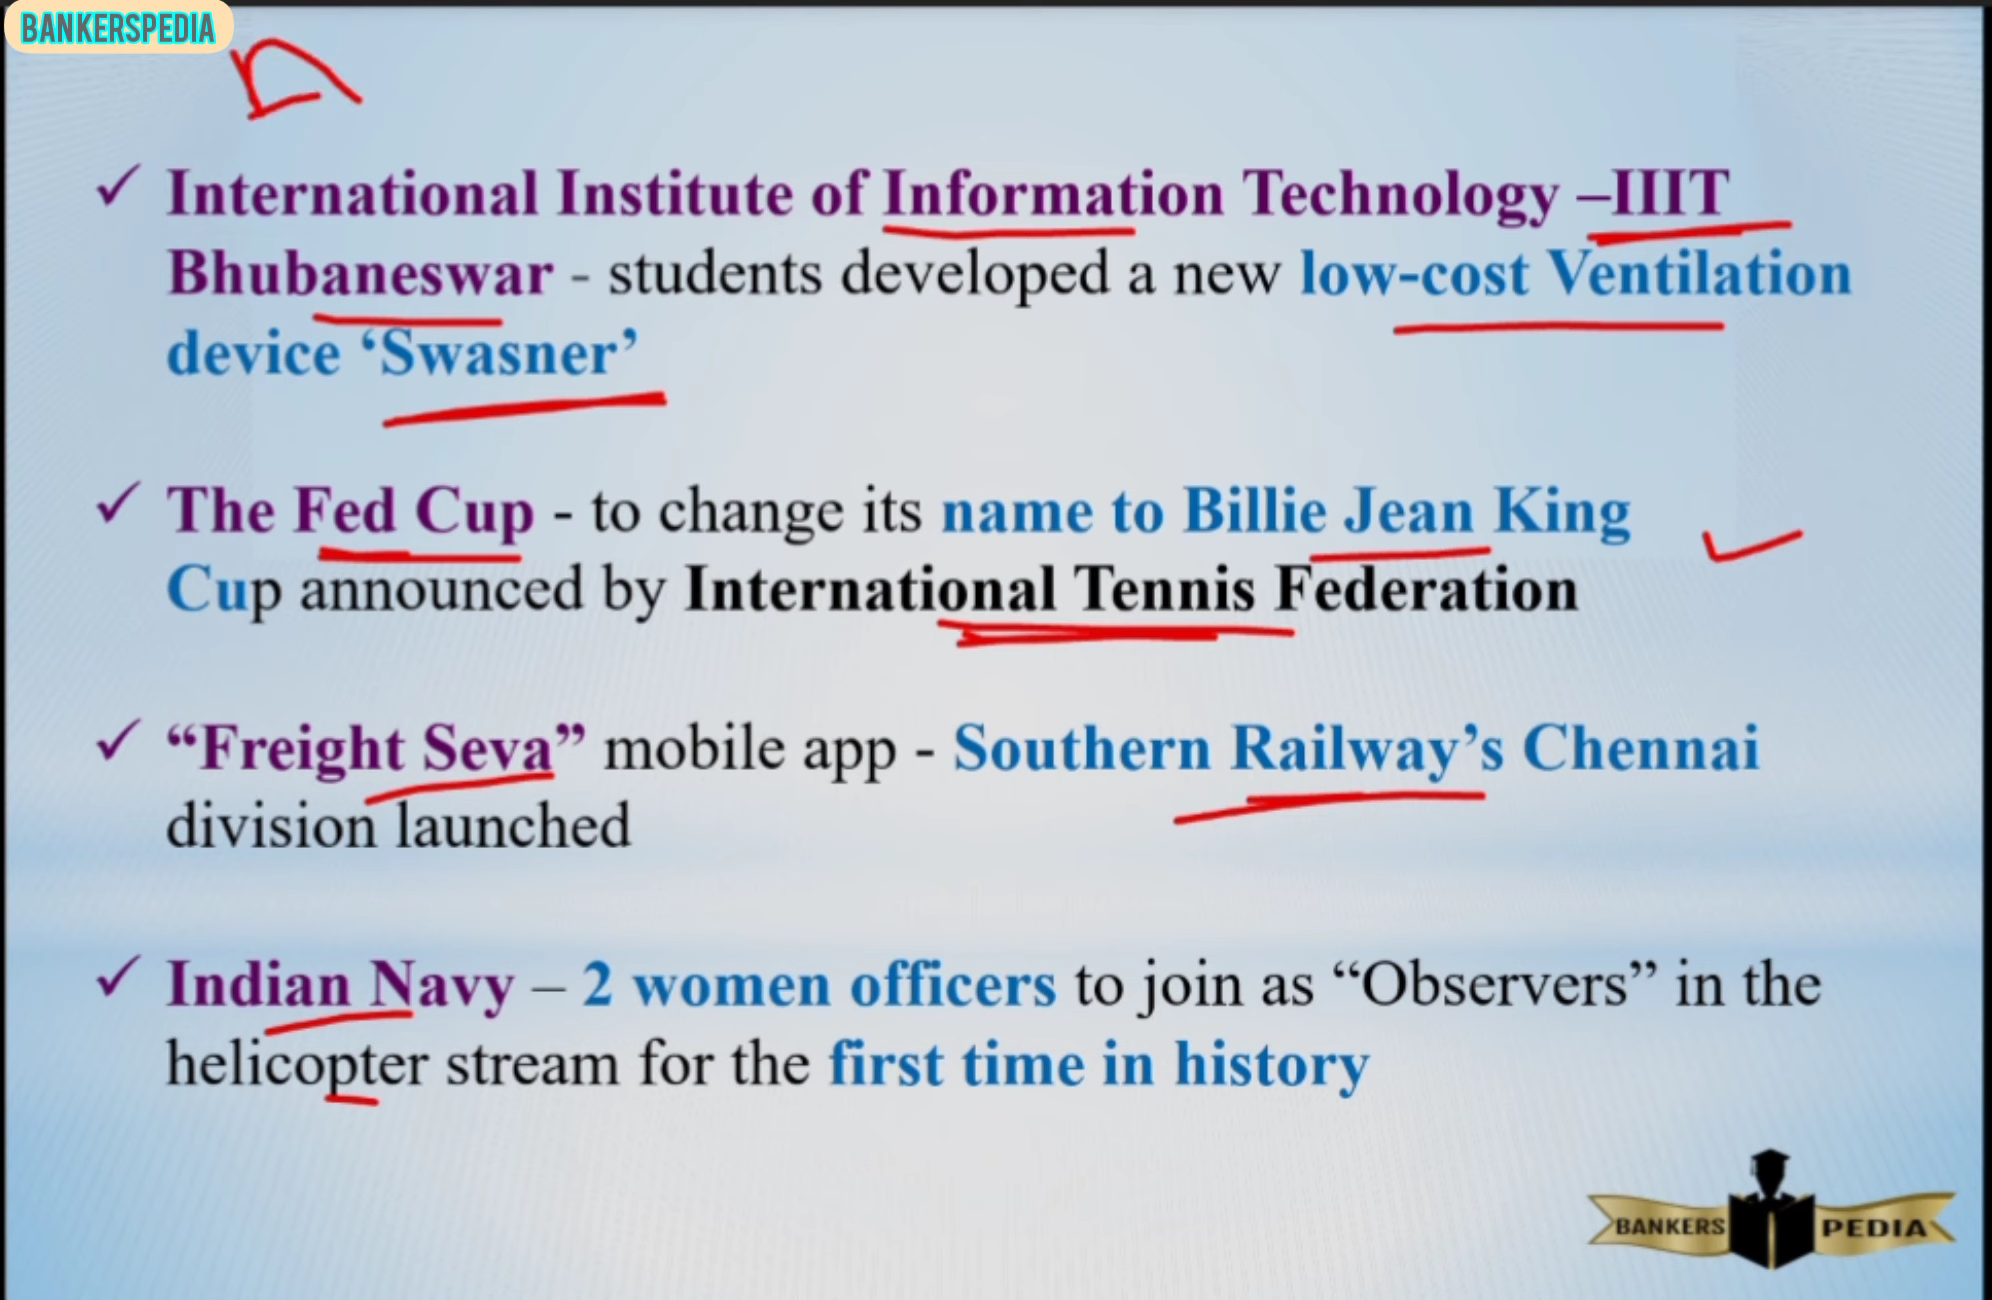 BANKERSPEDIA
✓ International Institute of Information Technology –IIIT
Bhubaneswar - students developed a new low-cost Ventilation
device ‘Swasner’
✓ The Fed Cup - to change its name to Billie Jean King
Cup announced by International Tennis Federation
✓ “Freight Seva” mobile app - Southern Railway’s Chennai
division launched
✓ Indian Navy – 2 women officers to join as “Observers” in the
helicopter stream for the first time in history
BANKERS PEDIA